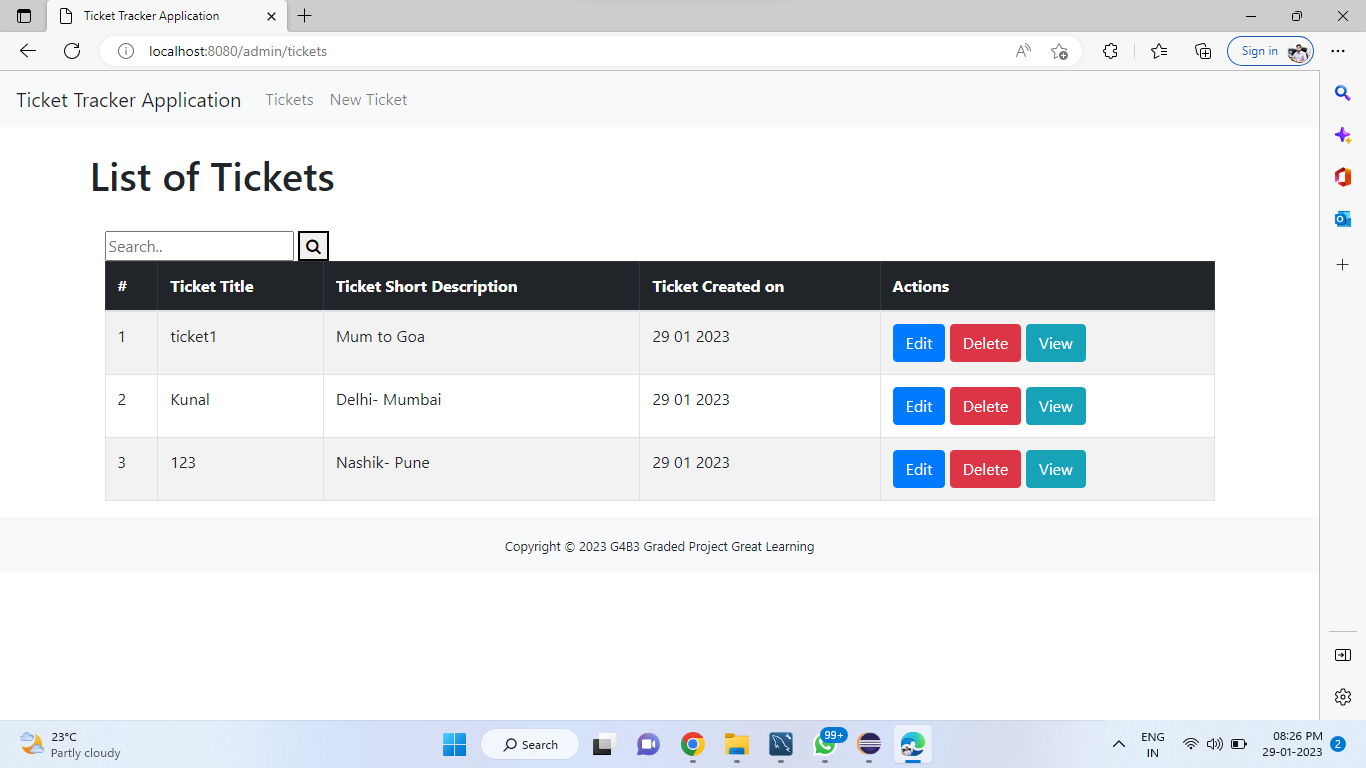 Ticket Tracker Application
localhost:8080/admin/tickets
A
Sign in
Ticket Tracker Application Tickets New Ticket
List of Tickets
Search..
# Ticket Title Ticket Short Description Ticket Created on Actions
1 ticket1 Mum to Goa 29 01 2023 Edit Delete View
2 Kunal Delhi- Mumbai 29 01 2023 Edit Delete View
3 123 Nashik- Pune 29 01 2023 Edit Delete View
Copyright © 2023 G4B3 Graded Project Great Learning
23°C
Partly cloudy
Search
99+
ENG
IN
08:26 PM
29-01-2023
2